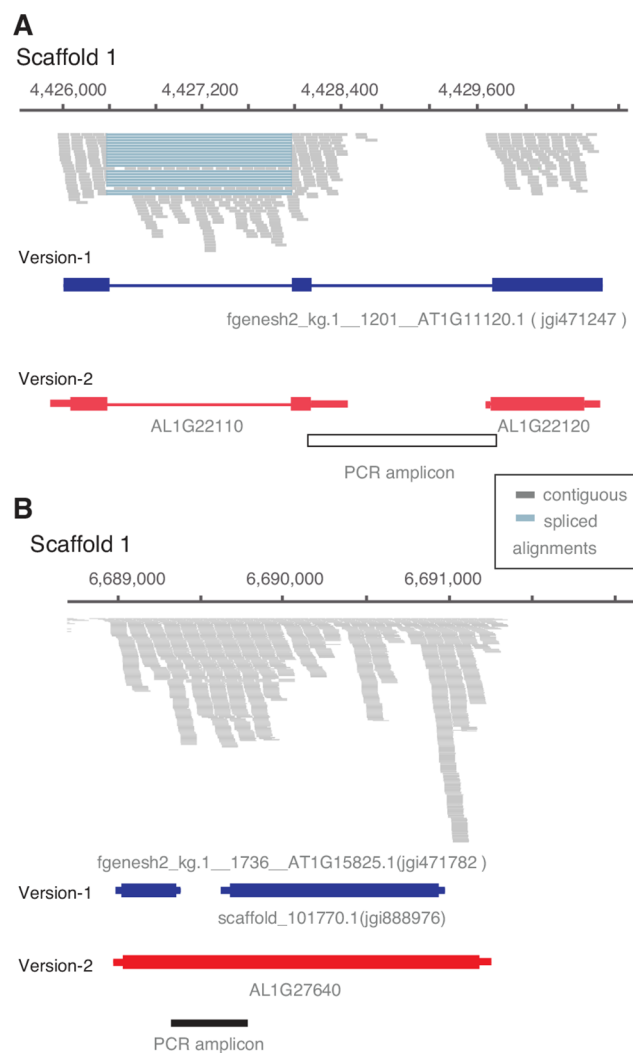 A
Scaffold 1
4,426,000 4,427,200 4,428,400 4,429,600
Version-1
fgenesh2_kg.1__1201__AT1G11120.1 ( jgi471247 )
Version-2
AL1G22110 AL1G22120
PCR amplicon
contiguous
spliced
alignments
B
Scaffold 1
6,689,000 6,690,000 6,691,000
fgenesh2_kg.1__1736__AT1G15825.1(jgi471782 )
Version-1
scaffold_101770.1(jgi888976)
Version-2
AL1G27640
PCR amplicon